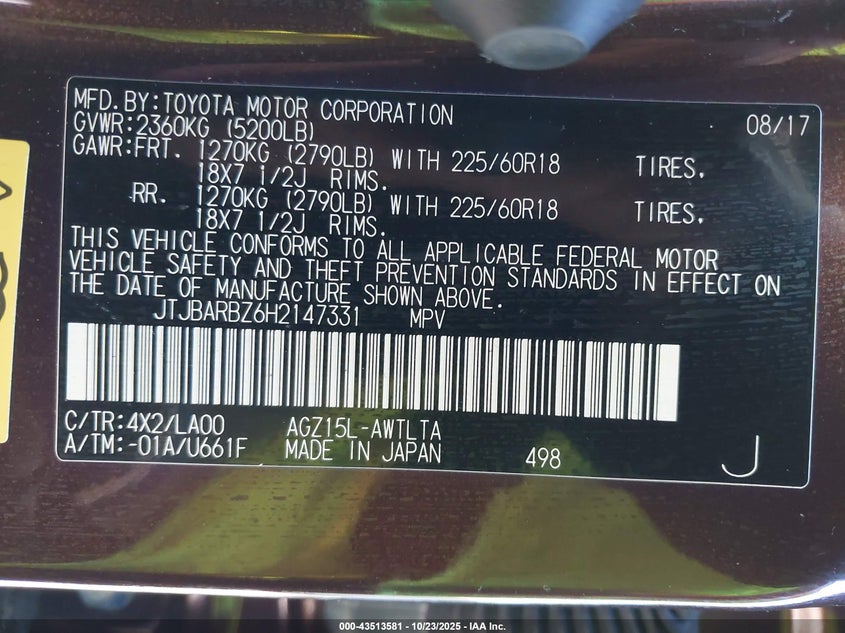 MFD.BY:TOYOTA MOTOR CORPORATION 08/17
GVWR:2360KG (5200LB)
GAWR:FRT. 1270KG (2790LB) WITH 225/60R18 TIRES.
18X7 1/2J RIMS.
RR. 1270KG (2790LB) WITH 225/60R18 TIRES.
18X7 1/2J RIMS.
THIS VEHICLE CONFORMS TO ALL APPLICABLE FEDERAL MOTOR
VEHICLE SAFETY AND THEFT PREVENTION STANDARDS IN EFFECT ON
THE DATE OF MANUFACTURE SHOWN ABOVE.
JTJBARBZ6H2147331 MPV
C/TR:4X2/LA00 AGZ15L-AWTLTA
A/TM:-01A/U661F MADE IN JAPAN 498 J
000-43513581 - 10/23/2025 - IAA Inc.